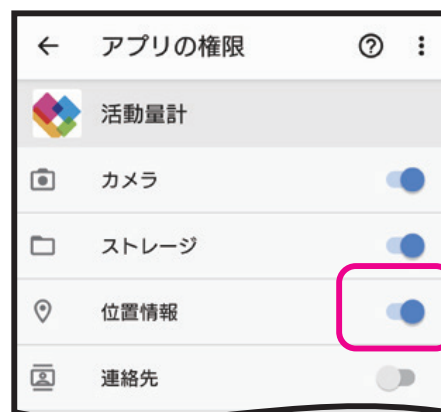 アプリの権限
活動量計
カメラ
ストレージ
位置情報
連絡先